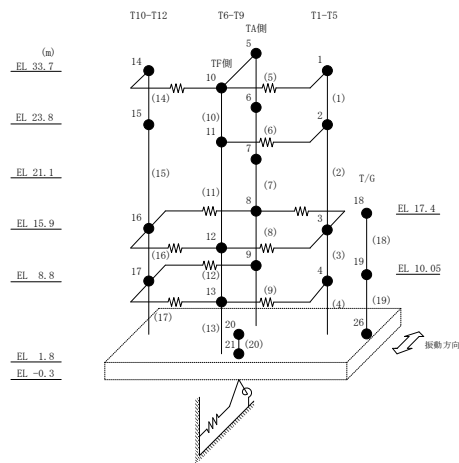 T10-T12 T6-T9 T1-T5
TA側
(m) 5
TF側
EL 33.7 14 10 1
(5)
(14) (10) (1)
6
EL 23.8 15 2
11 (6)
7
EL 21.1 (15) (7) (2) T/G
(11) 8 18 EL 17.4
EL 15.9 16 3
12 (8) (18)
(16) (12) 9 (3) 19
EL 8.8 17 4 EL 10.05
13 (9)
(17) (4) (19)
(13) 20 26
21 (20) 振動方向
EL 1.8
EL -0.3